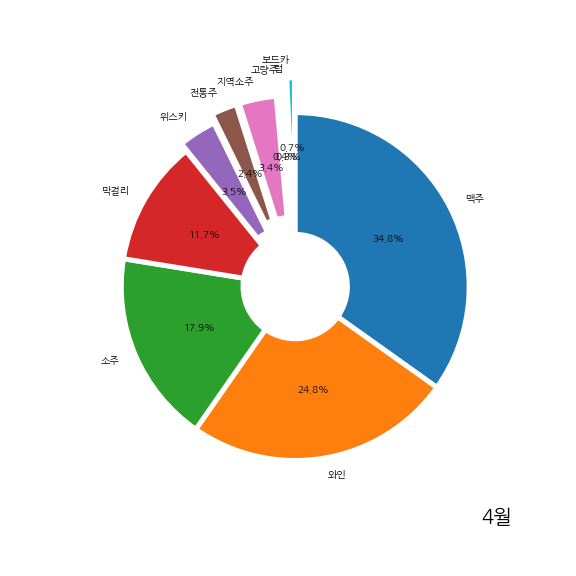 보드카
고량주
럼
지역소주
전통주
위스키
막걸리
소주
와인
맥주
0.7%
3.4%
2.4%
3.5%
11.7%
17.9%
24.8%
34.8%
4월